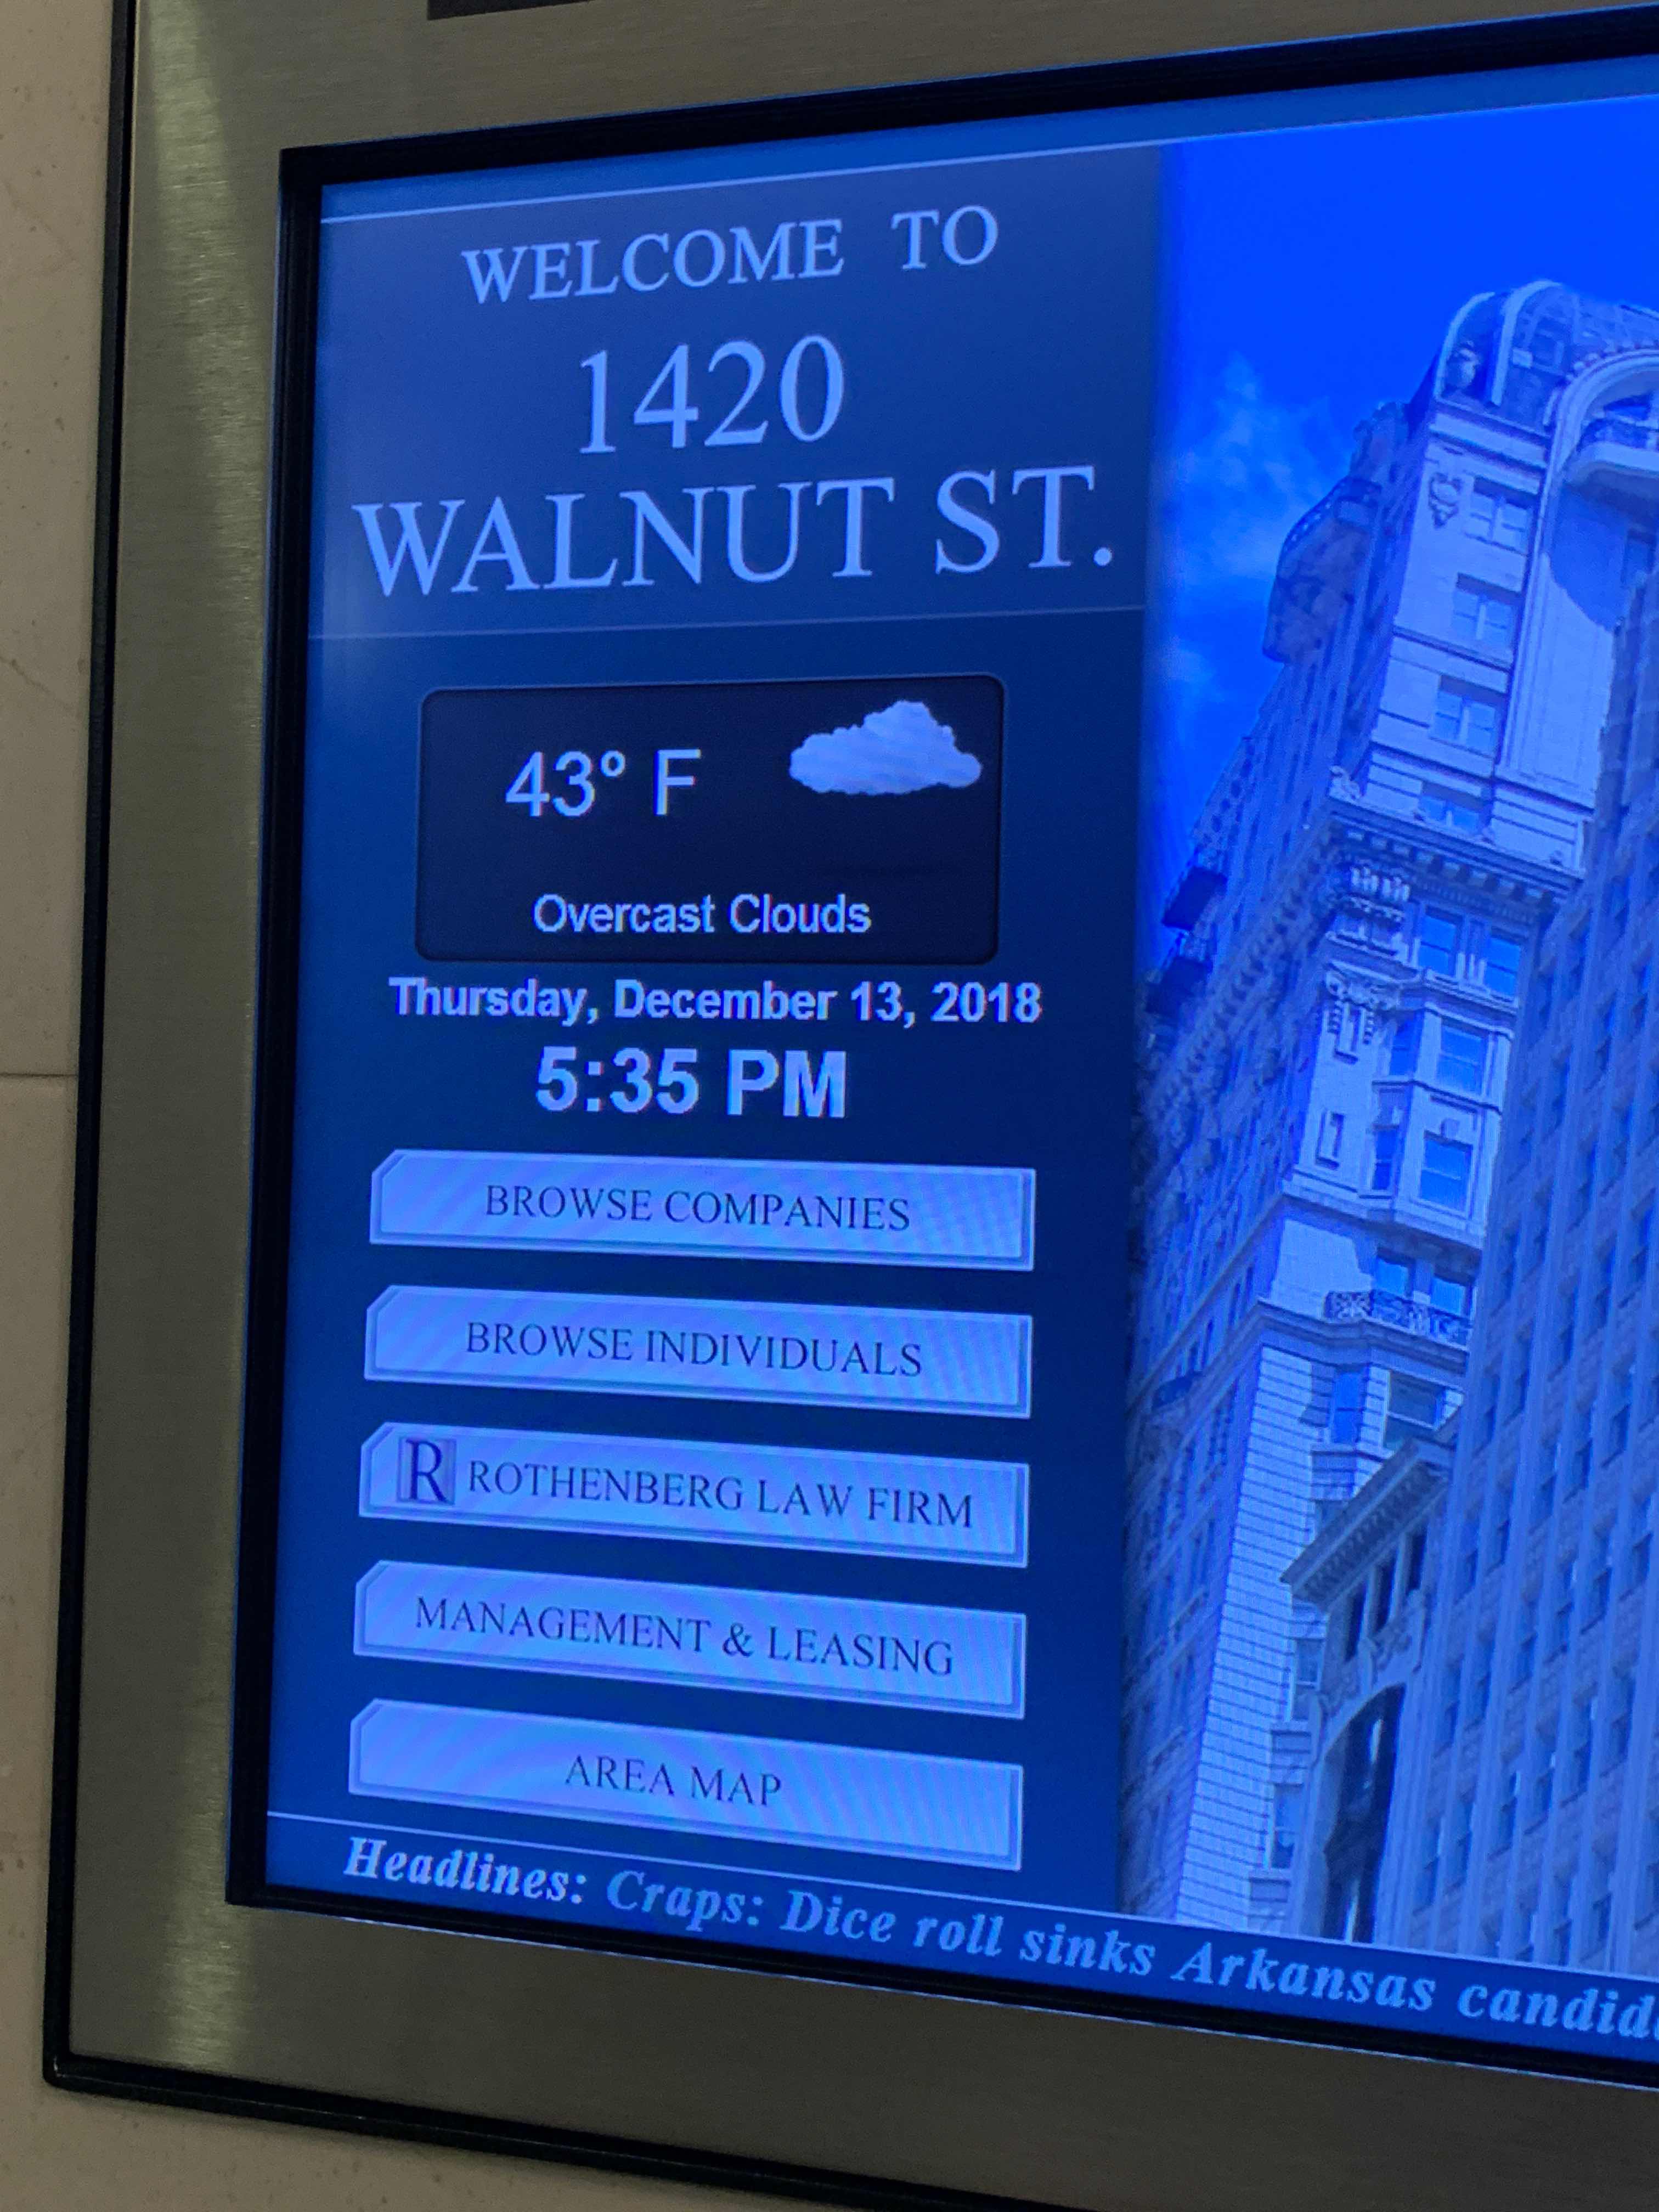 WELCOME TO
1420
WALNUT ST.
43° F
Overcast Clouds
Thursday, December 13, 2018
5:35 PM
BROWSE COMPANIES
BROWSE INDIVIDUALS
R ROTHENBERG LAW FIRM
MANAGEMENT & LEASING
AREA MAP
Headlines: Craps: Dice roll sinks Arkansas